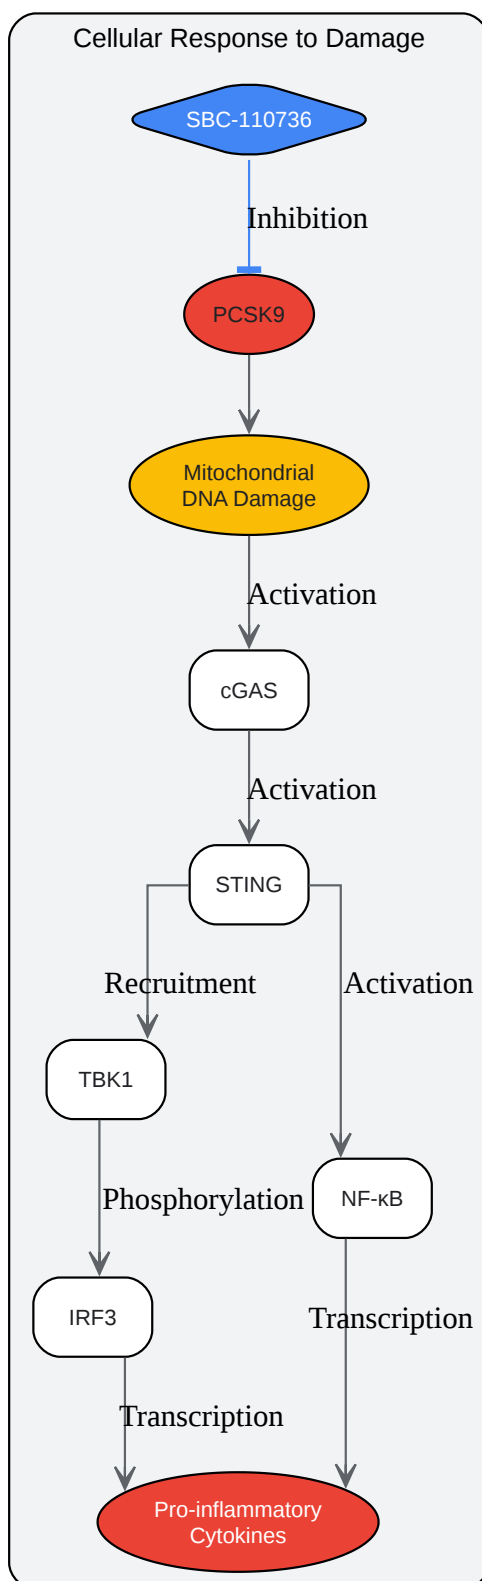 Cellular Response to Damage
SBC-110736
Inhibition
PCSK9
Mitochondrial
DNA Damage
Activation
cGAS
Activation
STING
Recruitment
Activation
TBK1
Phosphorylation
NF-κB
IRF3
Transcription
Transcription
Pro-inflammatory
Cytokines